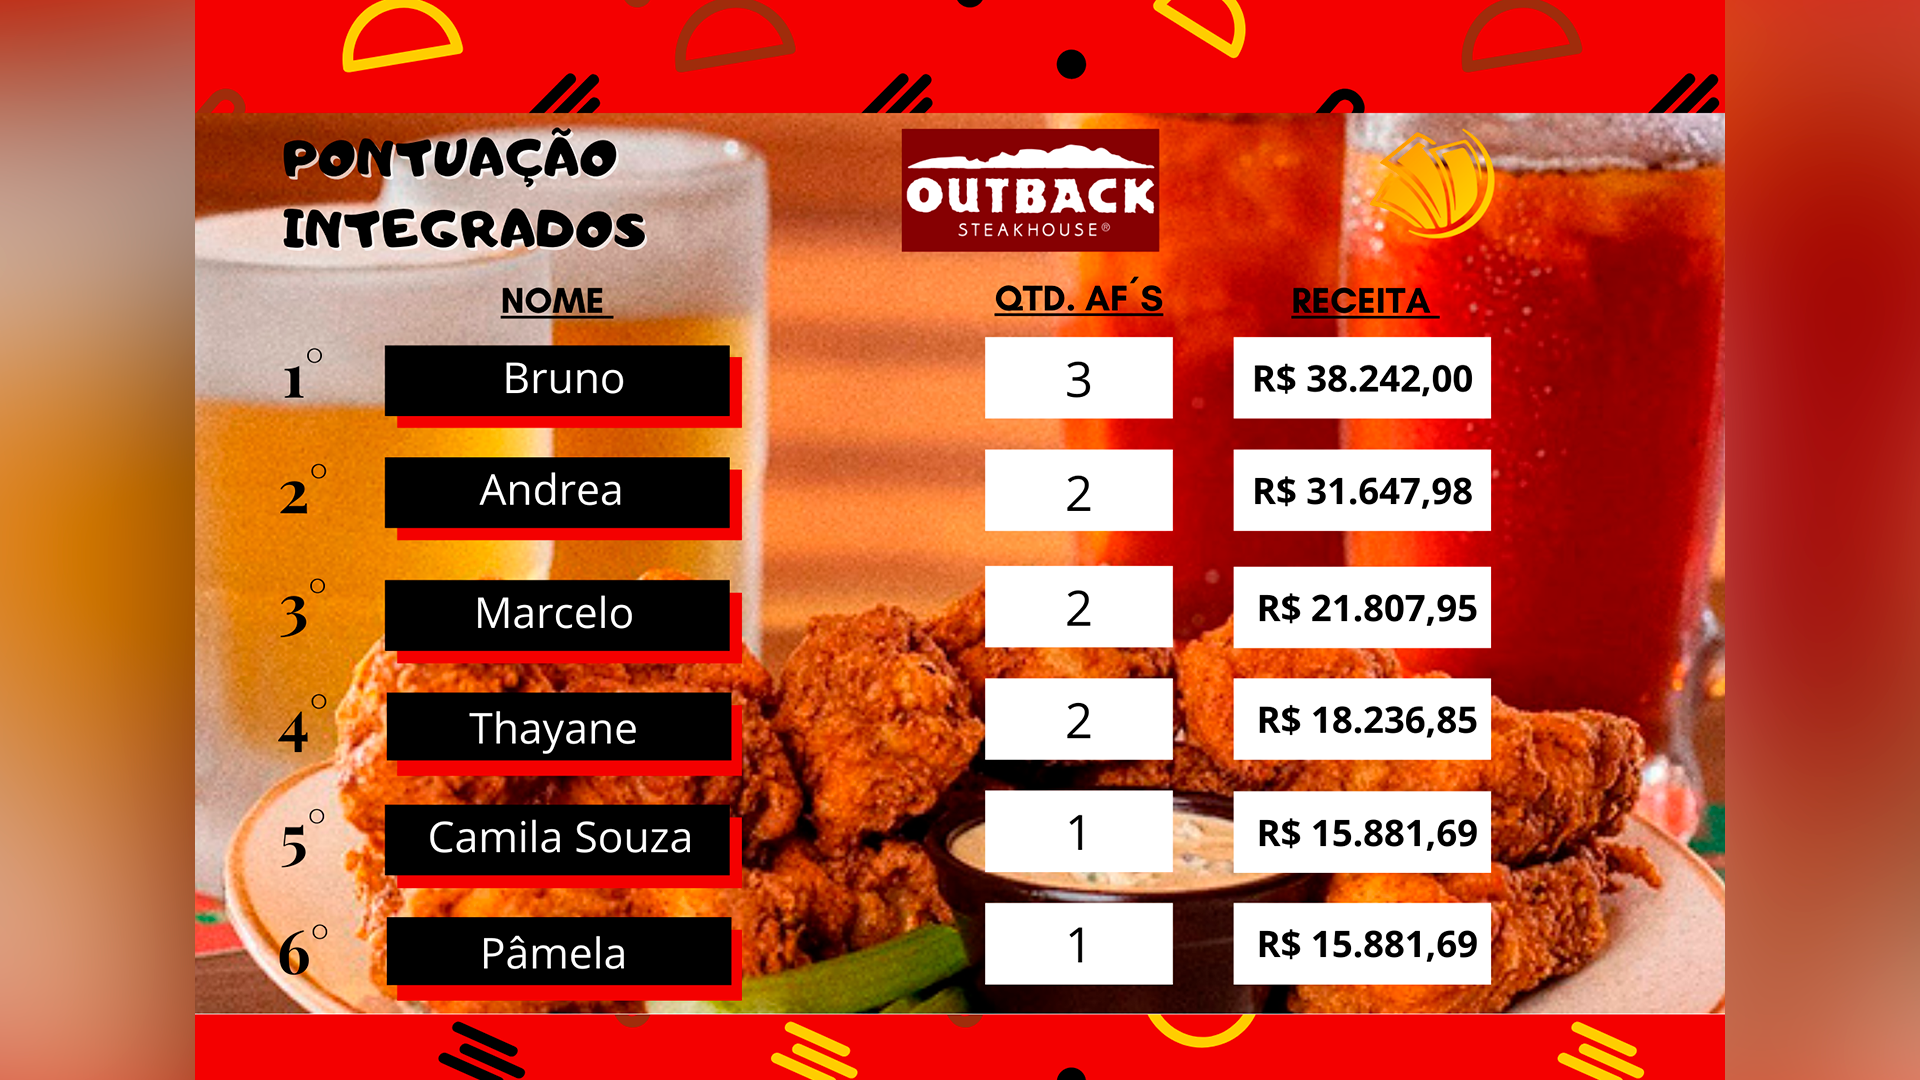 PONTUAÇÃO
INTEGRADOS
OUTBACK
STEAKHOUSE®
NOME QTD. AF´S RECEITA
1° Bruno 3 R$ 38.242,00
2° Andrea 2 R$ 31.647,98
3° Marcelo 2 R$ 21.807,95
4° Thayane 2 R$ 18.236,85
5° Camila Souza 1 R$ 15.881,69
6° Pâmela 1 R$ 15.881,69